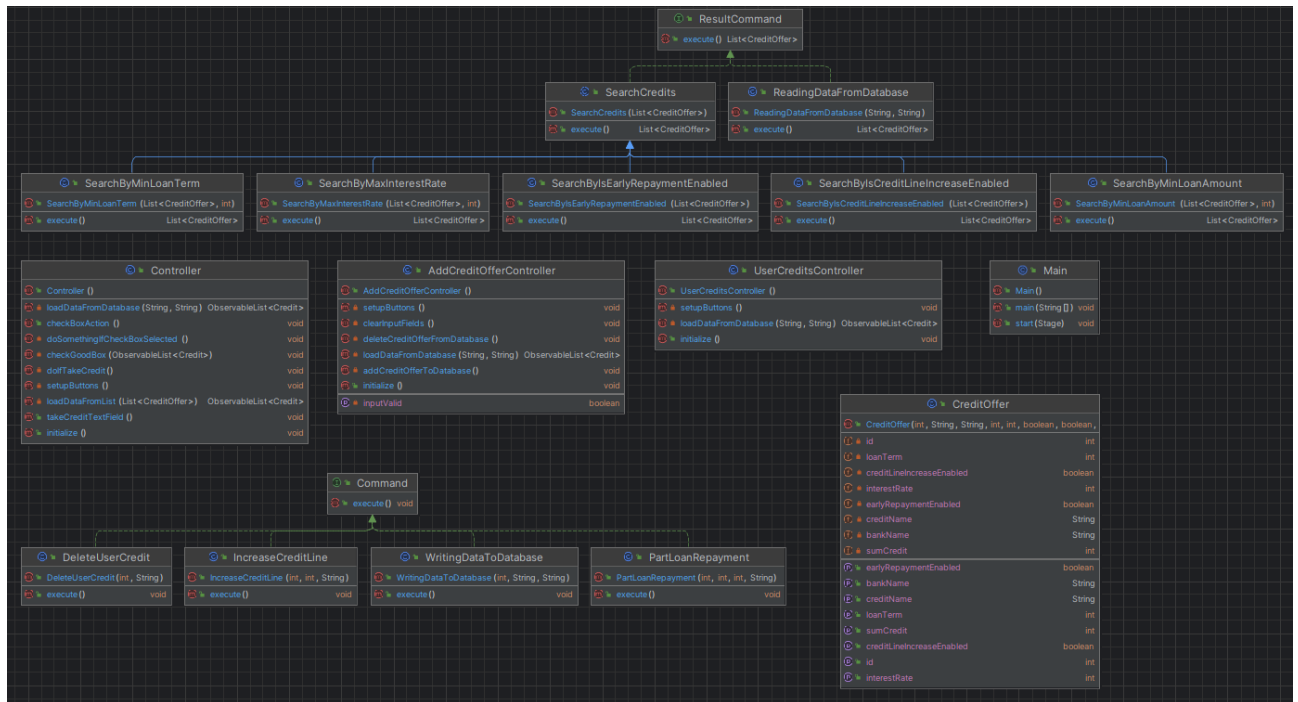 ResultCommand
execute() List<CreditOffer>
SearchCredits
SearchCredits(List<CreditOffer>)
execute() List<CreditOffer>
ReadingDataFromDatabase
ReadingDataFromDatabase(String, String)
execute() List<CreditOffer>
SearchByMinLoanTerm
SearchByMinLoanTerm (List<CreditOffer>, int)
execute() List<CreditOffer>
SearchByMaxInterestRate
SearchByMaxInterestRate (List<CreditOffer>, int)
execute() List<CreditOffer>
SearchByIsEarlyRepaymentEnabled
SearchByIsEarlyRepaymentEnabled (List<CreditOffer>)
execute() List<CreditOffer>
SearchByIsCreditLineIncreaseEnabled
SearchByIsCreditLineIncreaseEnabled (List<CreditOffer>)
execute() List<CreditOffer>
SearchByMinLoanAmount
SearchByMinLoanAmount (List<CreditOffer>, int)
execute() List<CreditOffer>
Controller
Controller ()
loadDataFromDatabase(String, String) ObservableList<Credit>
checkBoxAction () void
doSomethingIfCheckBoxSelected () void
checkGoodBox (ObservableList<Credit>) void
doIfTakeCredit() void
setupButtons () void
loadDataFromList (List<CreditOffer>) ObservableList<Credit>
takeCreditTextField () void
initialize () void
AddCreditOfferController
AddCreditOfferController ()
setupButtons () void
clearInputFields () void
deleteCreditOfferFromDatabase () void
loadDataFromDatabase (String, String) ObservableList<Credit>
addCreditOfferToDatabase() void
initialize () void
inputValid boolean
UserCreditsController
UserCreditsController ()
setupButtons () void
loadDataFromDatabase (String, String) ObservableList<Credit>
initialize () void
Main
Main()
main(String[]) void
start(Stage) void
CreditOffer
CreditOffer(int, String, String, int, int, boolean, boolean,
id int
loanTerm int
creditLineIncreaseEnabled boolean
interestRate int
earlyRepaymentEnabled boolean
creditName String
bankName String
sumCredit int
earlyRepaymentEnabled boolean
bankName String
creditName String
loanTerm int
sumCredit int
creditLineIncreaseEnabled boolean
id int
interestRate int
Command
execute() void
DeleteUserCredit
DeleteUserCredit(int, String)
execute() void
IncreaseCreditLine
IncreaseCreditLine (int, int, String)
execute() void
WritingDataToDatabase
WritingDataToDatabase (int, String, String)
execute() void
PartLoanRepayment
PartLoanRepayment (int, int, int, String)
execute() void